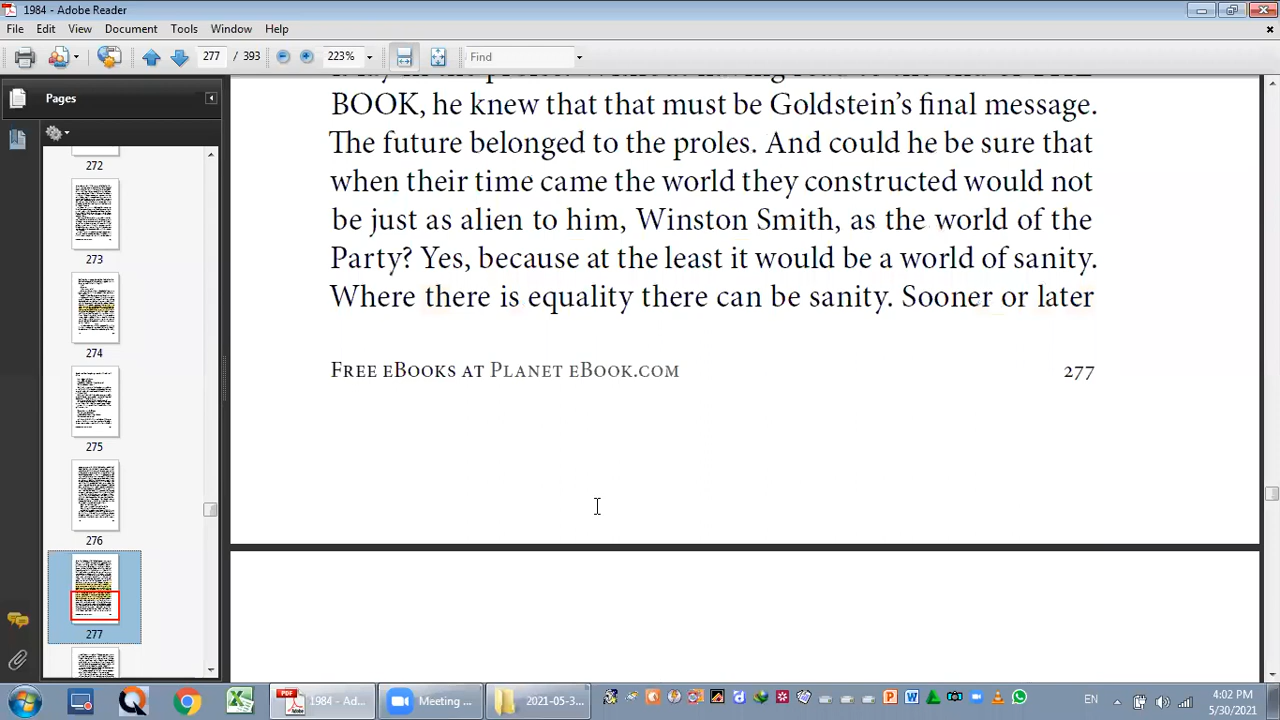 1984 - Adobe Reader
File Edit View Document Tools Window Help
277 / 393 223% Find
Pages
272
273
274
275
276
277
BOOK, he knew that that must be Goldstein's final message.
The future belonged to the proles. And could he be sure that
when their time came the world they constructed would not
be just as alien to him, Winston Smith, as the world of the
Party? Yes, because at the least it would be a world of sanity.
Where there is equality there can be sanity. Sooner or later
FREE EBOOKS AT PLANET EBOOK.COM 277
1984 - Ad... Meeting ... 2021-05-3... EN 4:02 PM
5/30/2021